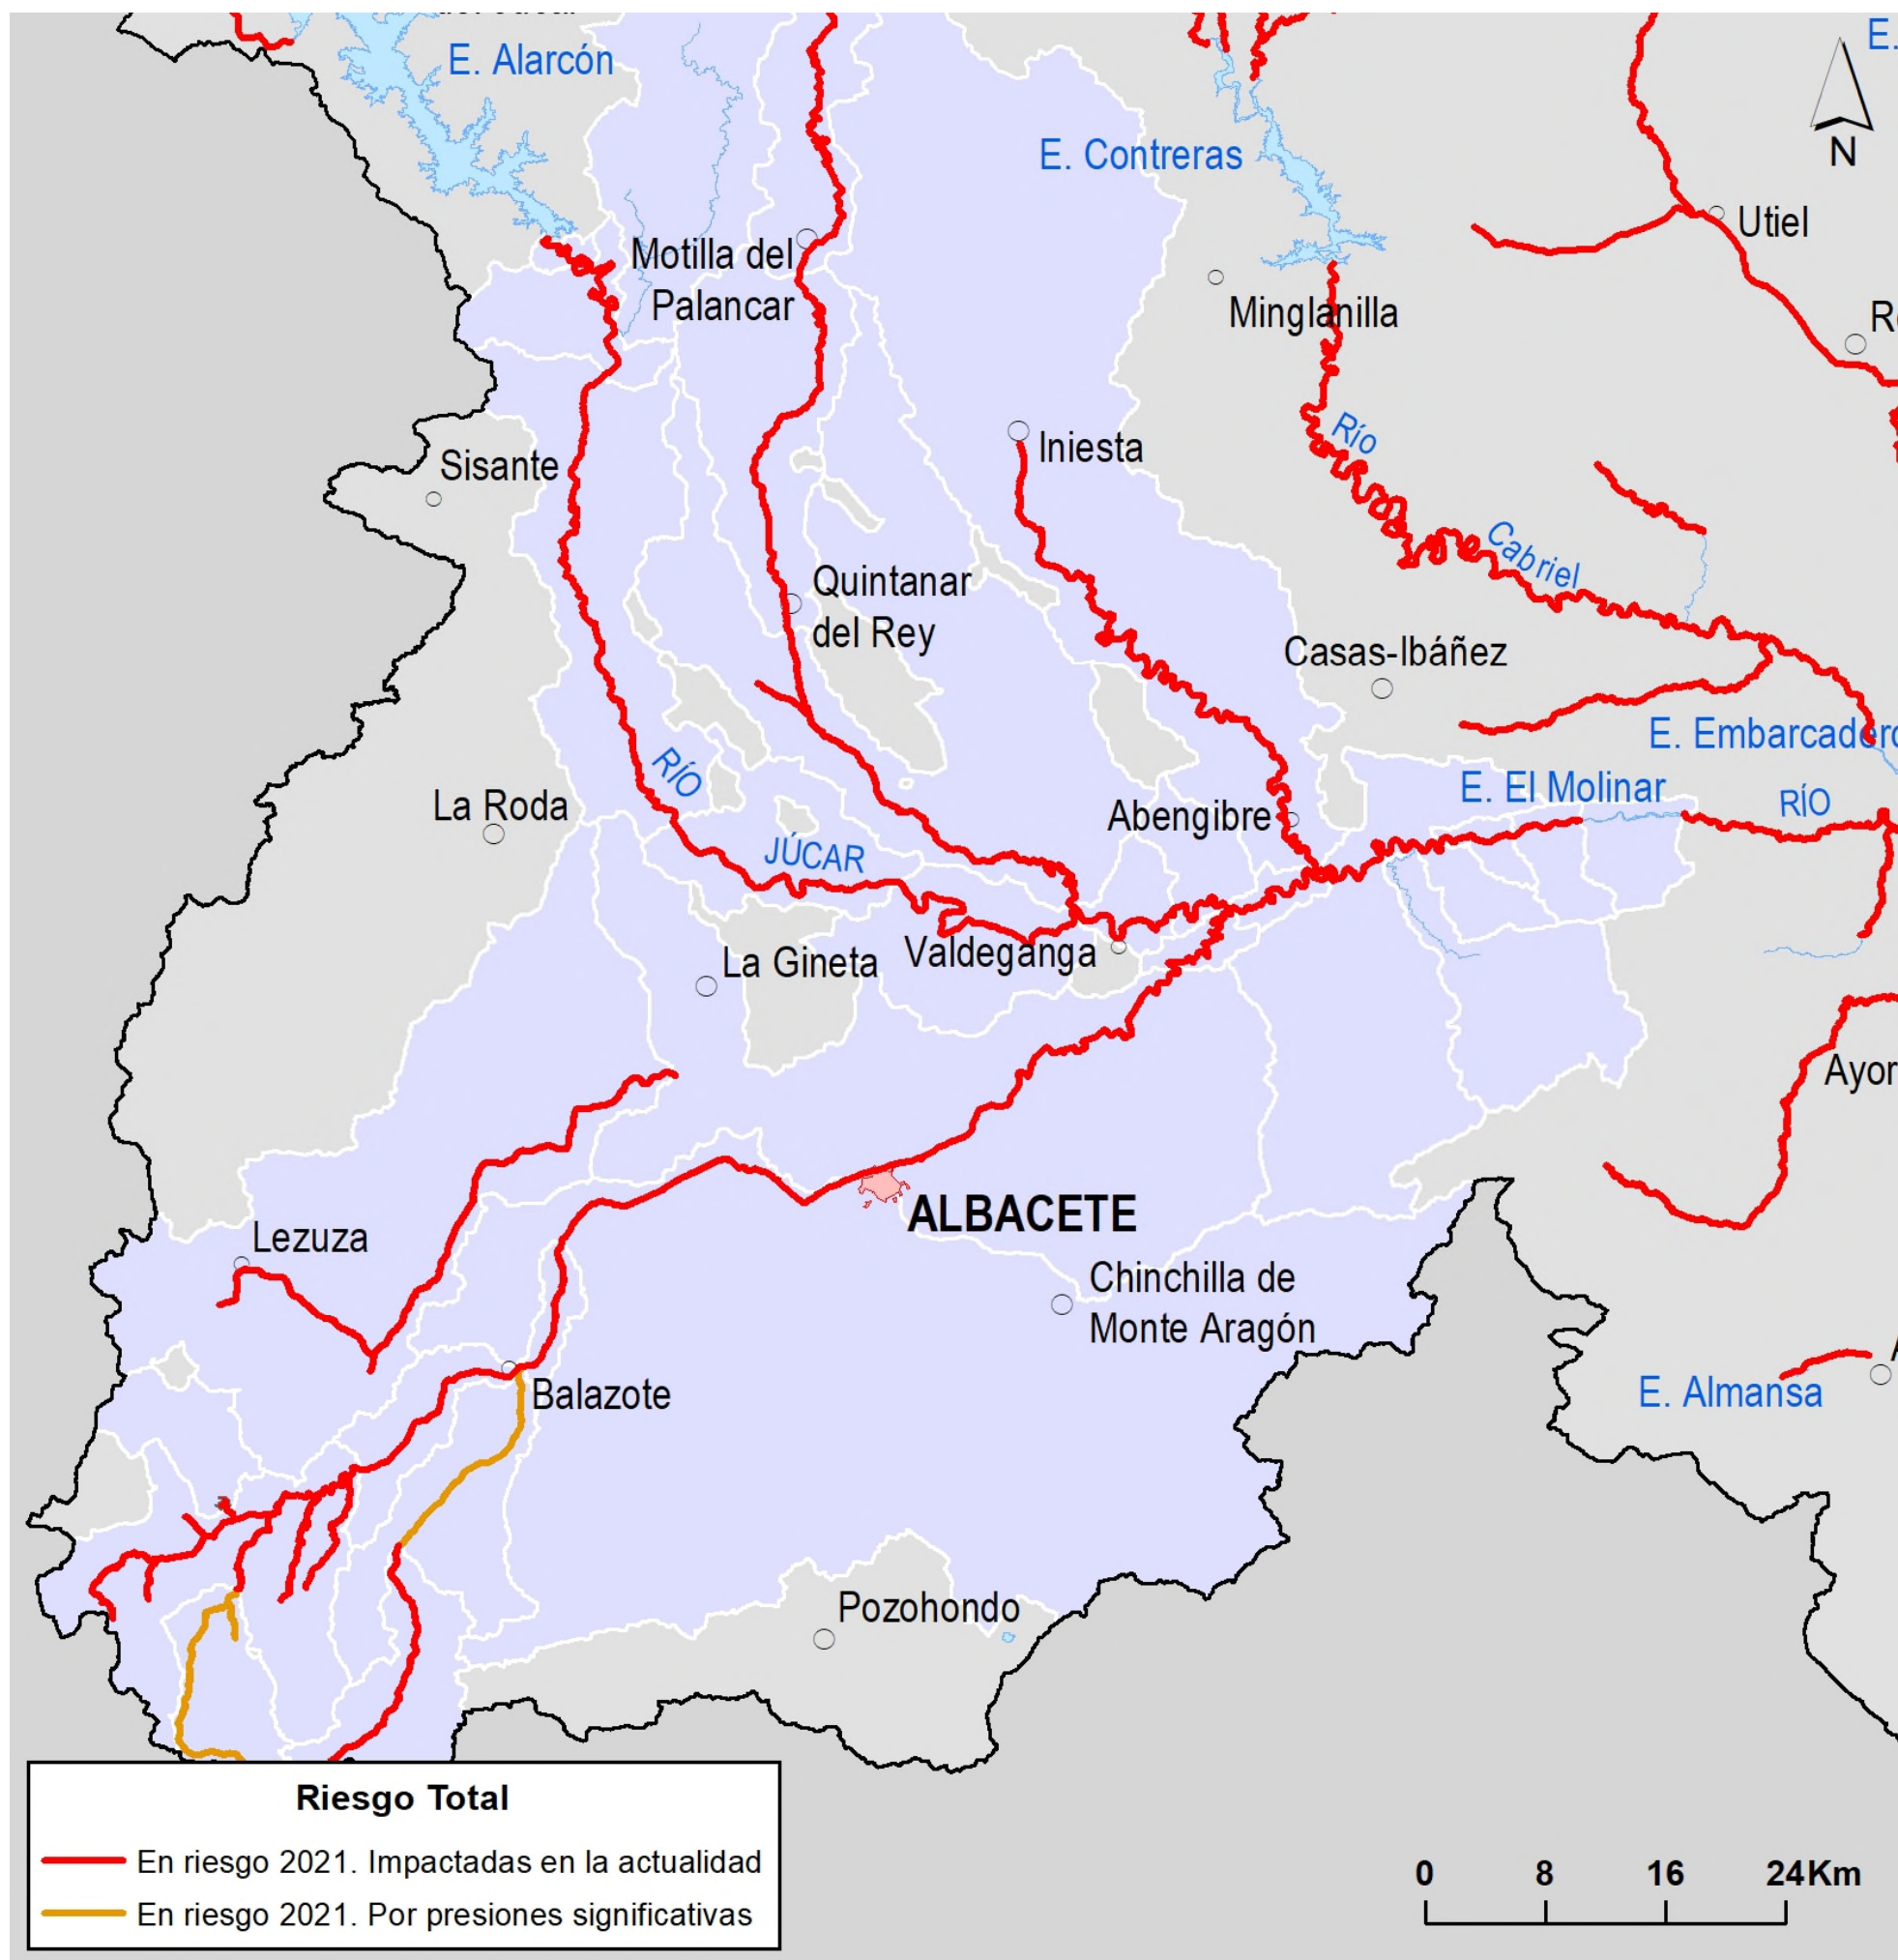 E. Alarcón
E.
E. Contreras
N
Utiel
Motilla del
Palancar
Minglanilla
Iniesta
Río
Sisante
Cabriel
Quintanar
del Rey
Casas-Ibáñez
E. Embarcadero
E. El Molinar
RÍO
RÍO
La Roda
Abengibre
JÚCAR
La Gineta
Valdeganga
Ayor
ALBACETE
Lezuza
Chinchilla de
Monte Aragón
Balazote
E. Almansa
Pozohondo
Riesgo Total
En riesgo 2021. Impactadas en la actualidad
En riesgo 2021. Por presiones significativas
0 8 16 24Km